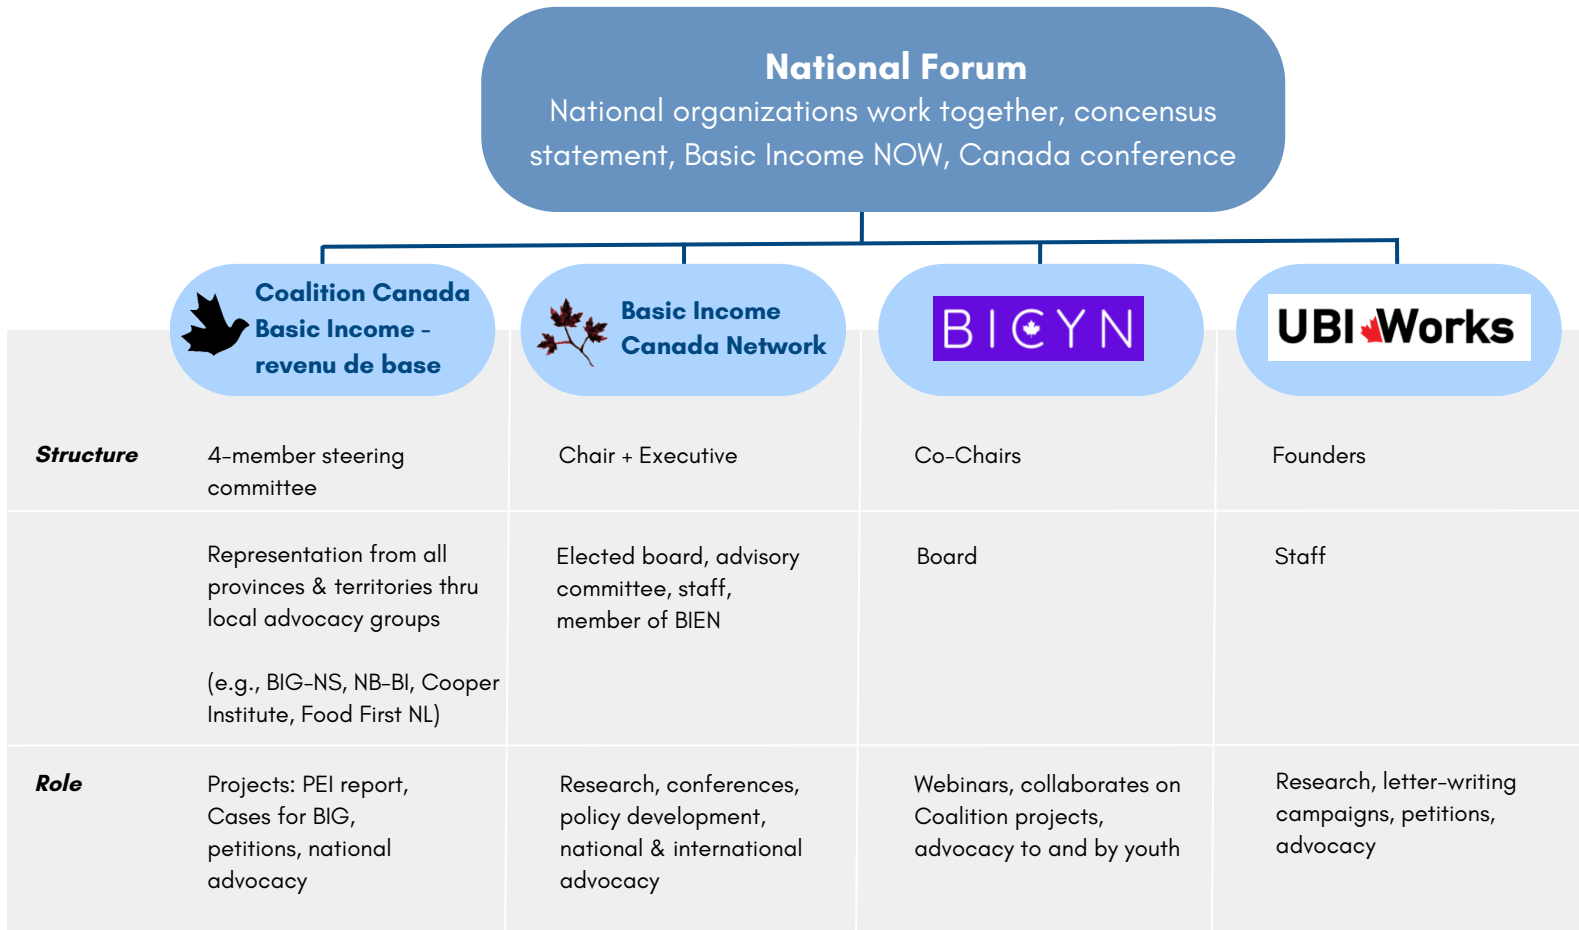 National Forum
National organizations work together, concensus
statement, Basic Income NOW, Canada conference
Coalition Canada
Basic Income -
revenu de base
Basic Income
Canada Network
BICYN
UBI Works
Structure
4-member steering
committee
Chair + Executive
Co-Chairs
Founders
Representation from all
provinces & territories thru
local advocacy groups
(e.g., BIG-NS, NB-BI, Cooper
Institute, Food First NL)
Elected board, advisory
committee, staff,
member of BIEN
Board
Staff
Role
Projects: PEI report,
Cases for BIG,
petitions, national
advocacy
Research, conferences,
policy development,
national & international
advocacy
Webinars, collaborates on
Coalition projects,
advocacy to and by youth
Research, letter-writing
campaigns, petitions,
advocacy